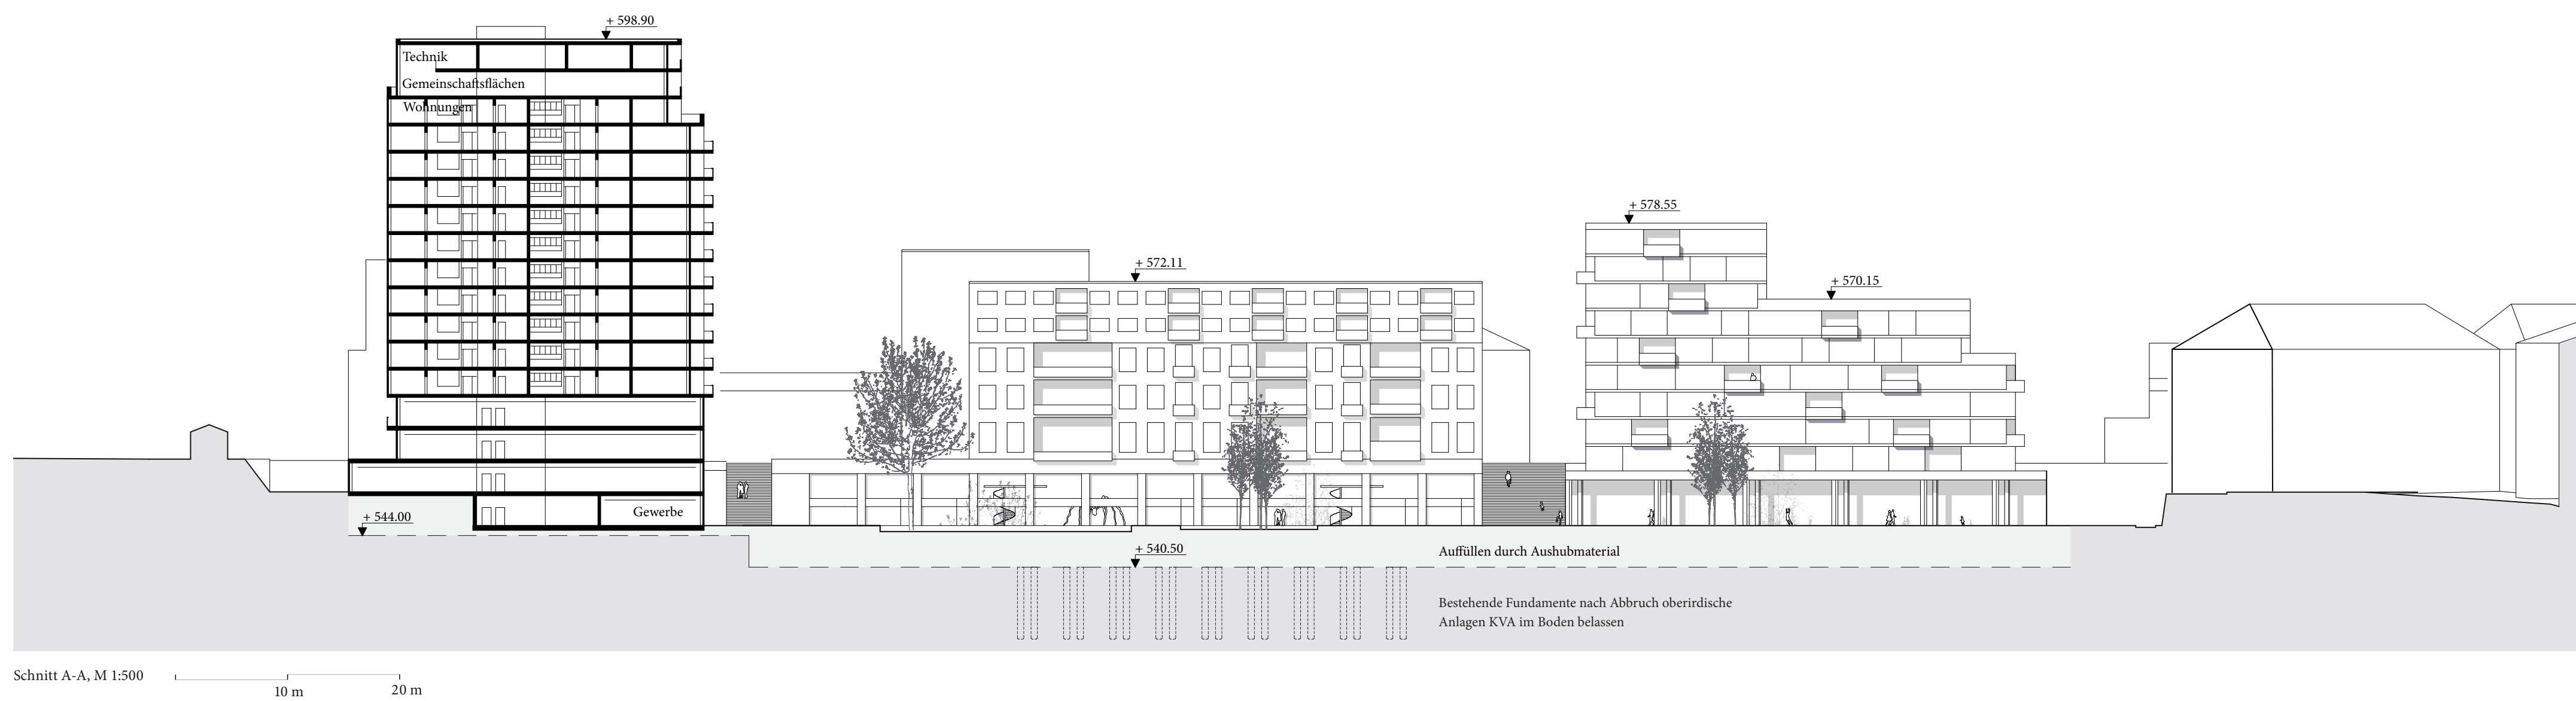 + 598.90
Technik
Gemeinschaftsflächen
Wohnungen
+ 578.55
+ 572.11
+ 570.15
Gewerbe
+ 544.00
+ 540.50
Auffüllen durch Aushubmaterial
Bestehende Fundamente nach Abbruch oberirdische
Anlagen KVA im Boden belassen
Schnitt A-A, M 1:500
10 m
20 m